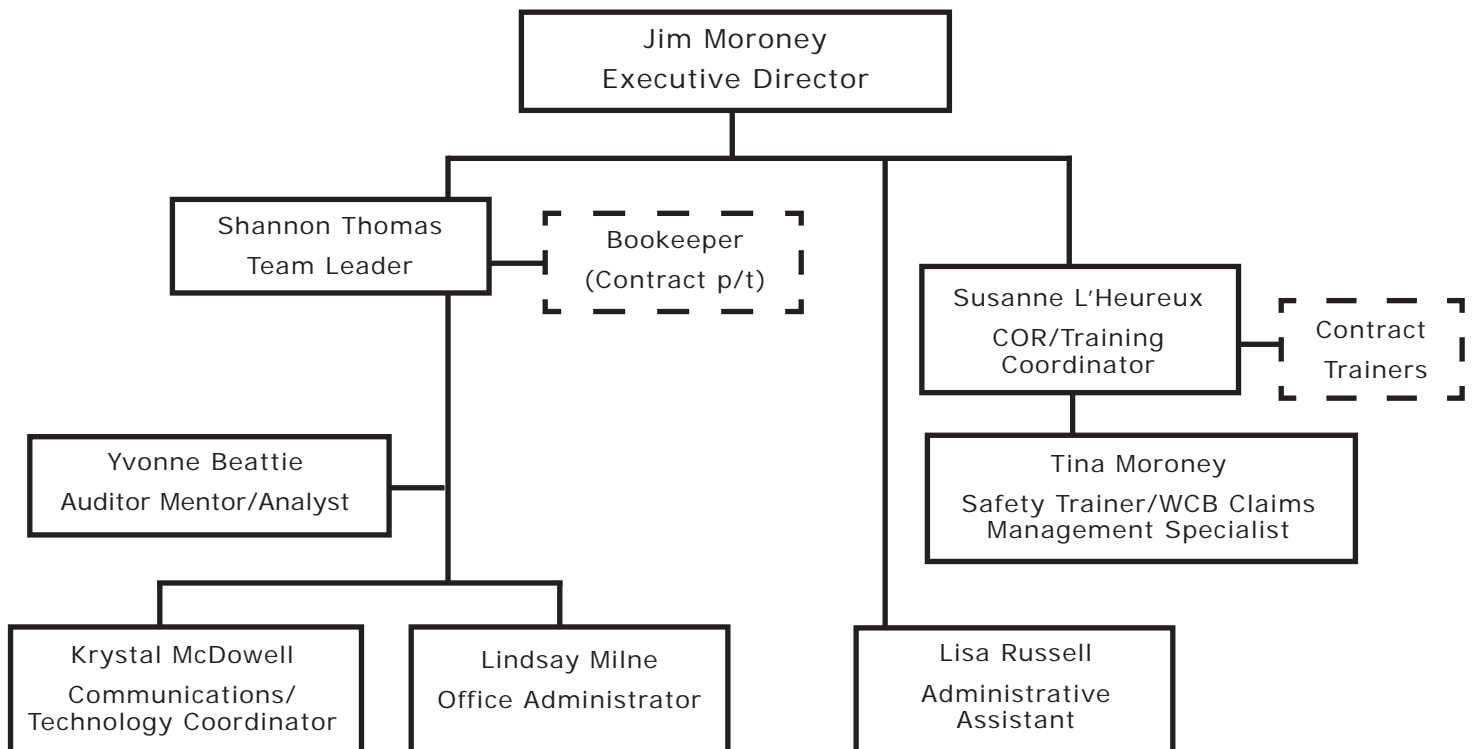 Jim Moroney
Executive Director
Shannon Thomas
Team Leader
Bookeeper
(Contract p/t)
Susanne L'Heureux
COR/Training
Coordinator
Contract
Trainers
Yvonne Beattie
Auditor Mentor/Analyst
Tina Moroney
Safety Trainer/WCB Claims
Management Specialist
Krystal McDowell
Communications/
Technology Coordinator
Lindsay Milne
Office Administrator
Lisa Russell
Administrative
Assistant